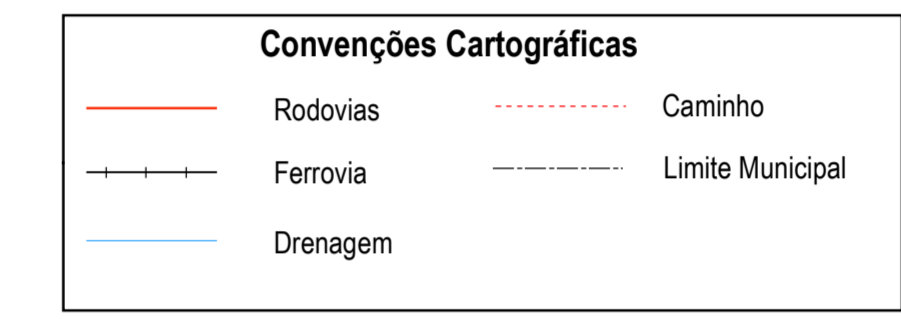 Convenções Cartográficas
Rodovias
Caminho
Ferrovia
Limite Municipal
Drenagem